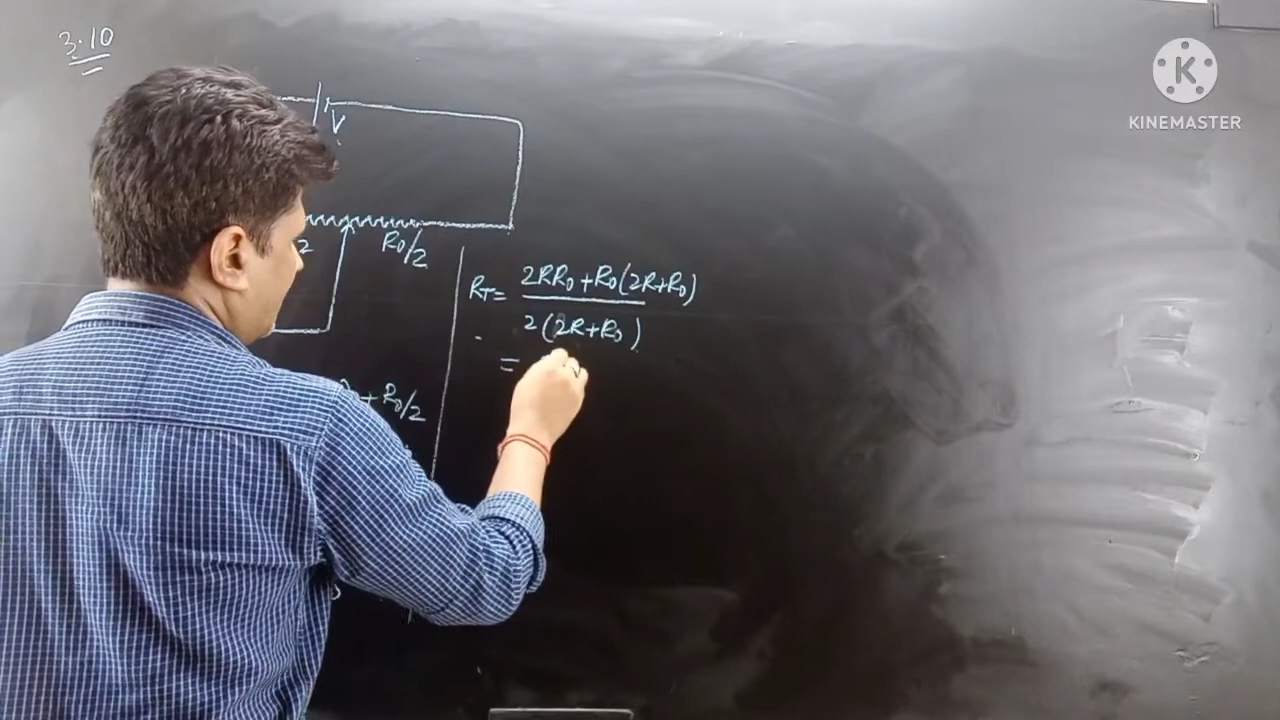 3.10
V
2
R0/2
RT = 2RR0 + R0(2R+R0)
2(2R+R0)
=
+ R0/2
K
KINEMASTER